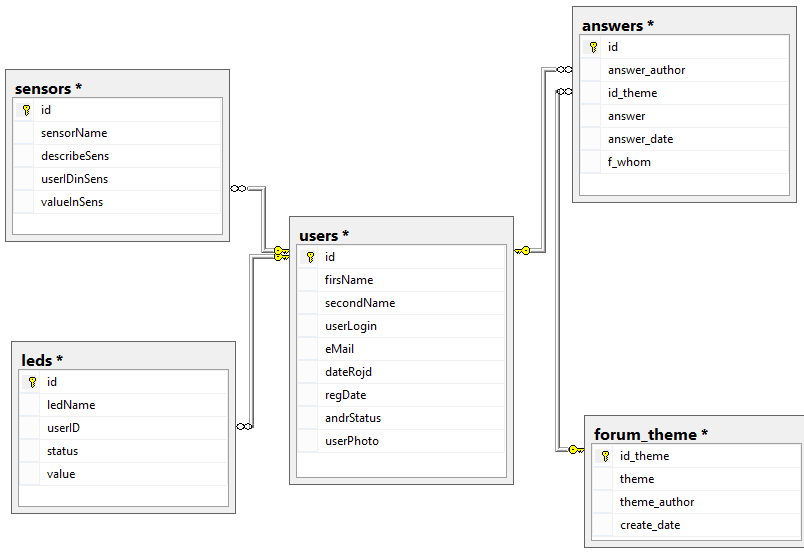 sensors *
id
sensorName
describeSens
userIDinSens
valueInSens
leds *
id
ledName
userID
status
value
users *
id
firsName
secondName
userLogin
eMail
dateRojd
regDate
andrStatus
userPhoto
answers *
id
answer_author
id_theme
answer
answer_date
f_whom
forum_theme *
id_theme
theme
theme_author
create_date